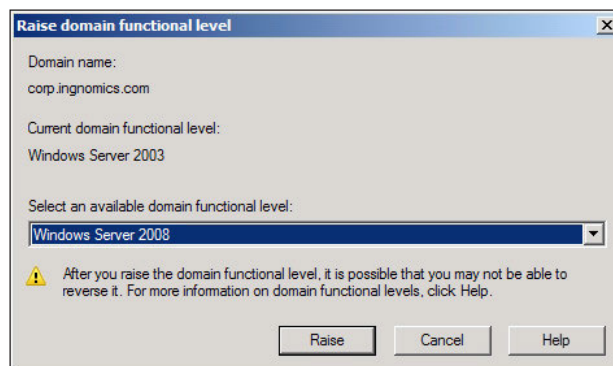 Raise domain functional level
Domain name:
corp.ingnomics.com
Current domain functional level:
Windows Server 2003
Select an available domain functional level:
Windows Server 2008
After you raise the domain functional level, it is possible that you may not be able to
reverse it. For more information on domain functional levels, click Help.
Raise Cancel Help